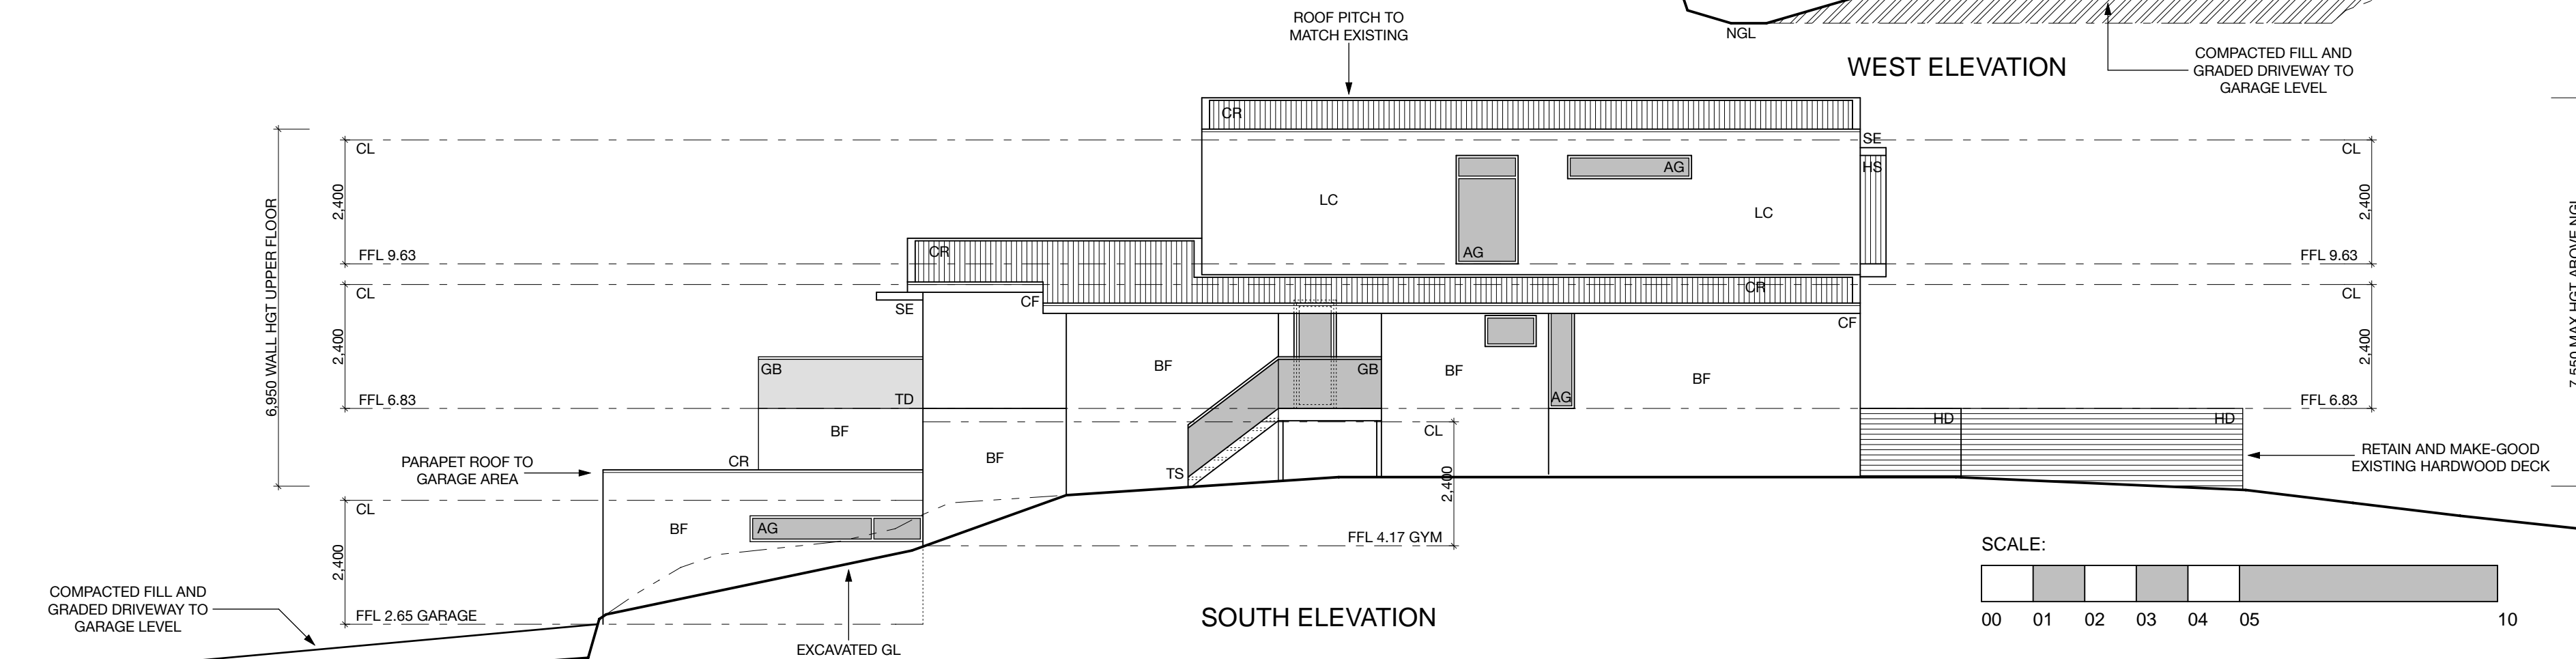 ROOF PITCH TO
MATCH EXISTING
NGL
WEST ELEVATION
COMPACTED FILL AND
GRADED DRIVEWAY TO
GARAGE LEVEL
CR
SE
CL
CL
HS
AG
2,400
LC
LC
2,400
6,950 WALL HGT UPPER FLOOR
CR
AG
FFL 9.63
FFL 9.63
CL
CR
CL
SE
CF
CF
2,400
2,400
GB
BF
GB
BF
BF
TD
AG
FFL 6.83
FFL 6.83
BF
CL
HD
HD
PARAPET ROOF TO
GARAGE AREA
CR
BF
TS
2,400
RETAIN AND MAKE-GOOD
EXISTING HARDWOOD DECK
CL
BF
AG
FFL 4.17 GYM
2,400
COMPACTED FILL AND
GRADED DRIVEWAY TO
GARAGE LEVEL
FFL 2.65 GARAGE
EXCAVATED GL
SOUTH ELEVATION
SCALE:
00 01 02 03 04 05 10